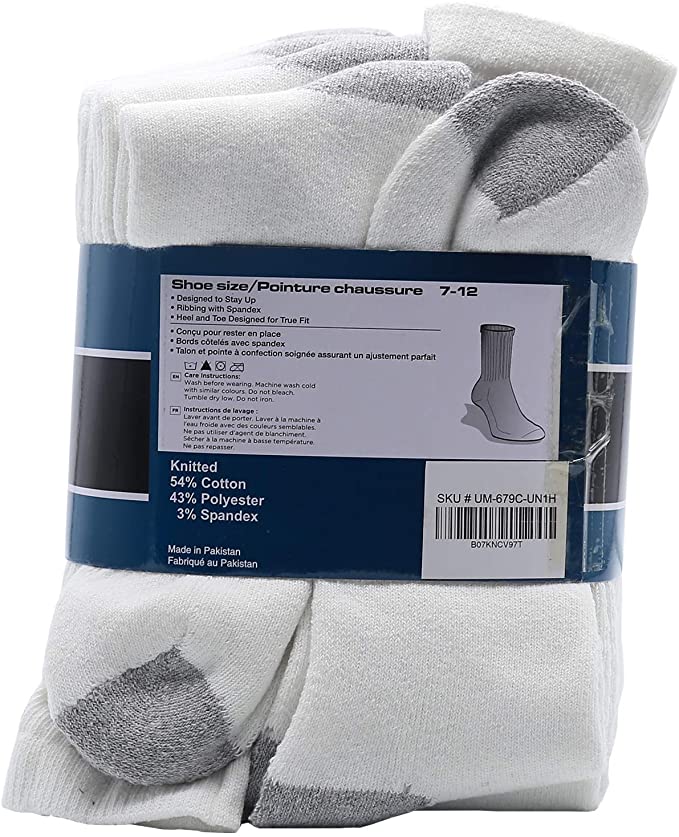 Shoe size/Pointure chaussure 7-12
• Designed to Stay Up
• Ribbing with Spandex
• Heel and Toe Designed for True Fit
• Conçu pour rester en place
• Bords côtelés avec spandex
• Talon et pointe à confection soignée assurant un ajustement parfait
EN Care Instructions:
Wash before wearing. Machine wash cold
with similar colours. Do not bleach.
Tumble dry low. Do not iron.
FR Instructions de lavage :
Laver avant de porter. Laver à la machine à
l'eau froide avec des couleurs semblables.
Ne pas utiliser d'agent de blanchiment.
Sécher à la machine à basse température.
Ne pas repasser.
Knitted
54% Cotton
43% Polyester
3% Spandex
Made in Pakistan
Fabriqué au Pakistan
SKU # UM-679C-UN1H
B07KNCV97T